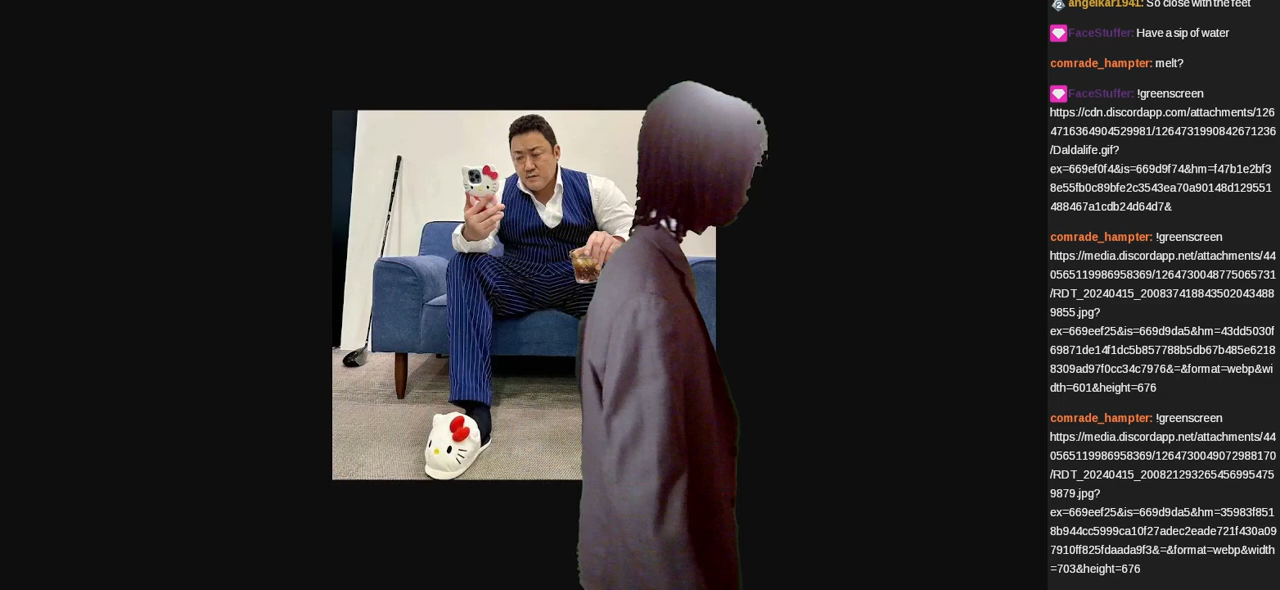 angelkar1941: So close with the feet
FaceStuffer: Have a sip of water
comrade_hampter: melt?
FaceStuffer: !greenscreen
https://cdn.discordapp.com/attachments/126
4716364904529981/1264731990842671236
/Daldalife.gif?
ex=669ef0f4&is=669d9f74&hm=f47b1e2bf3
8e55fb0c89bfe2c3543ea70a90148d129551
488467a1cdb24d64d7&
comrade_hampter: !greenscreen
https://media.discordapp.net/attachments/44
0565119986958369/1264730048775065731
/RDT_20240415_200837418843502043488
9855.jpg?
ex=669eef25&is=669d9da5&hm=43dd5030f
69871de14f1dc5b857788b5db67b485e6218
8309ad97f0cc34c7976&=&format=webp&wi
dth=601&height=676
comrade_hampter: !greenscreen
https://media.discordapp.net/attachments/44
0565119986958369/1264730049072988170
/RDT_20240415_200821293265456995475
9879.jpg?
ex=669eef25&is=669d9da5&hm=35983f851
8b944cc5999ca10f27adec2eade721f430a09
7910ff825fdaada9f3&=&format=webp&width
=703&height=676